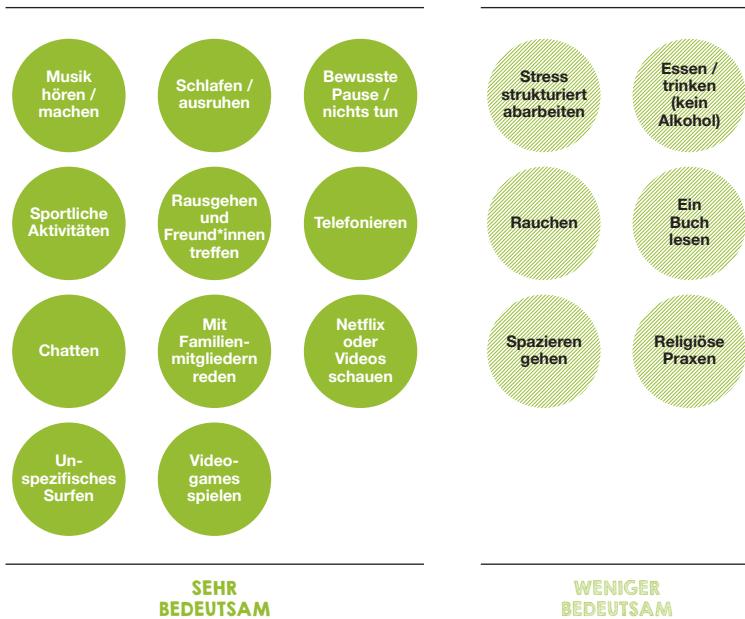 Musik
hören /
machen
Schlafen /
ausruhen
Bewusste
Pause /
nichts tun
Sportliche
Aktivitäten
Rausgehen
und
Freund*innen
treffen
Telefonieren
Chatten
Mit
Familien-
mitgliedern
reden
Netflix
oder
Videos
schauen
Un-
spezifisches
Surfen
Video-
games
spielen
SEHR
BEDEUTSAM
Stress
strukturiert
abarbeiten
Essen /
trinken
(kein
Alkohol)
Rauchen
Ein
Buch
lesen
Spazieren
gehen
Religiöse
Praxen
WENIGER
BEDEUTSAM